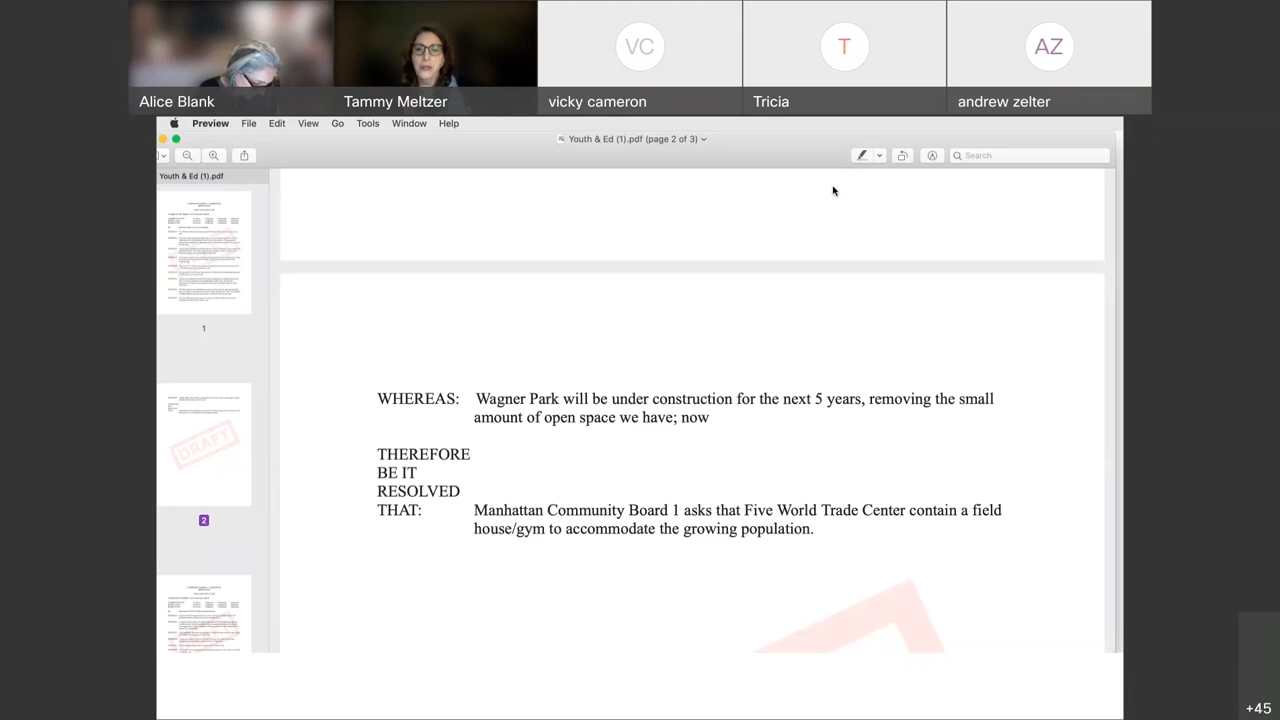 VC
T
AZ
Alice Blank
Tammy Meltzer
vicky cameron
Tricia
andrew zelter
Preview File Edit View Go Tools Window Help
Youth & Ed (1).pdf (page 2 of 3)
Search
Youth & Ed (1).pdf
1
DRAFT
2
WHEREAS: Wagner Park will be under construction for the next 5 years, removing the small
amount of open space we have; now
THEREFORE
BE IT
RESOLVED
THAT: Manhattan Community Board 1 asks that Five World Trade Center contain a field
house/gym to accommodate the growing population.
+45